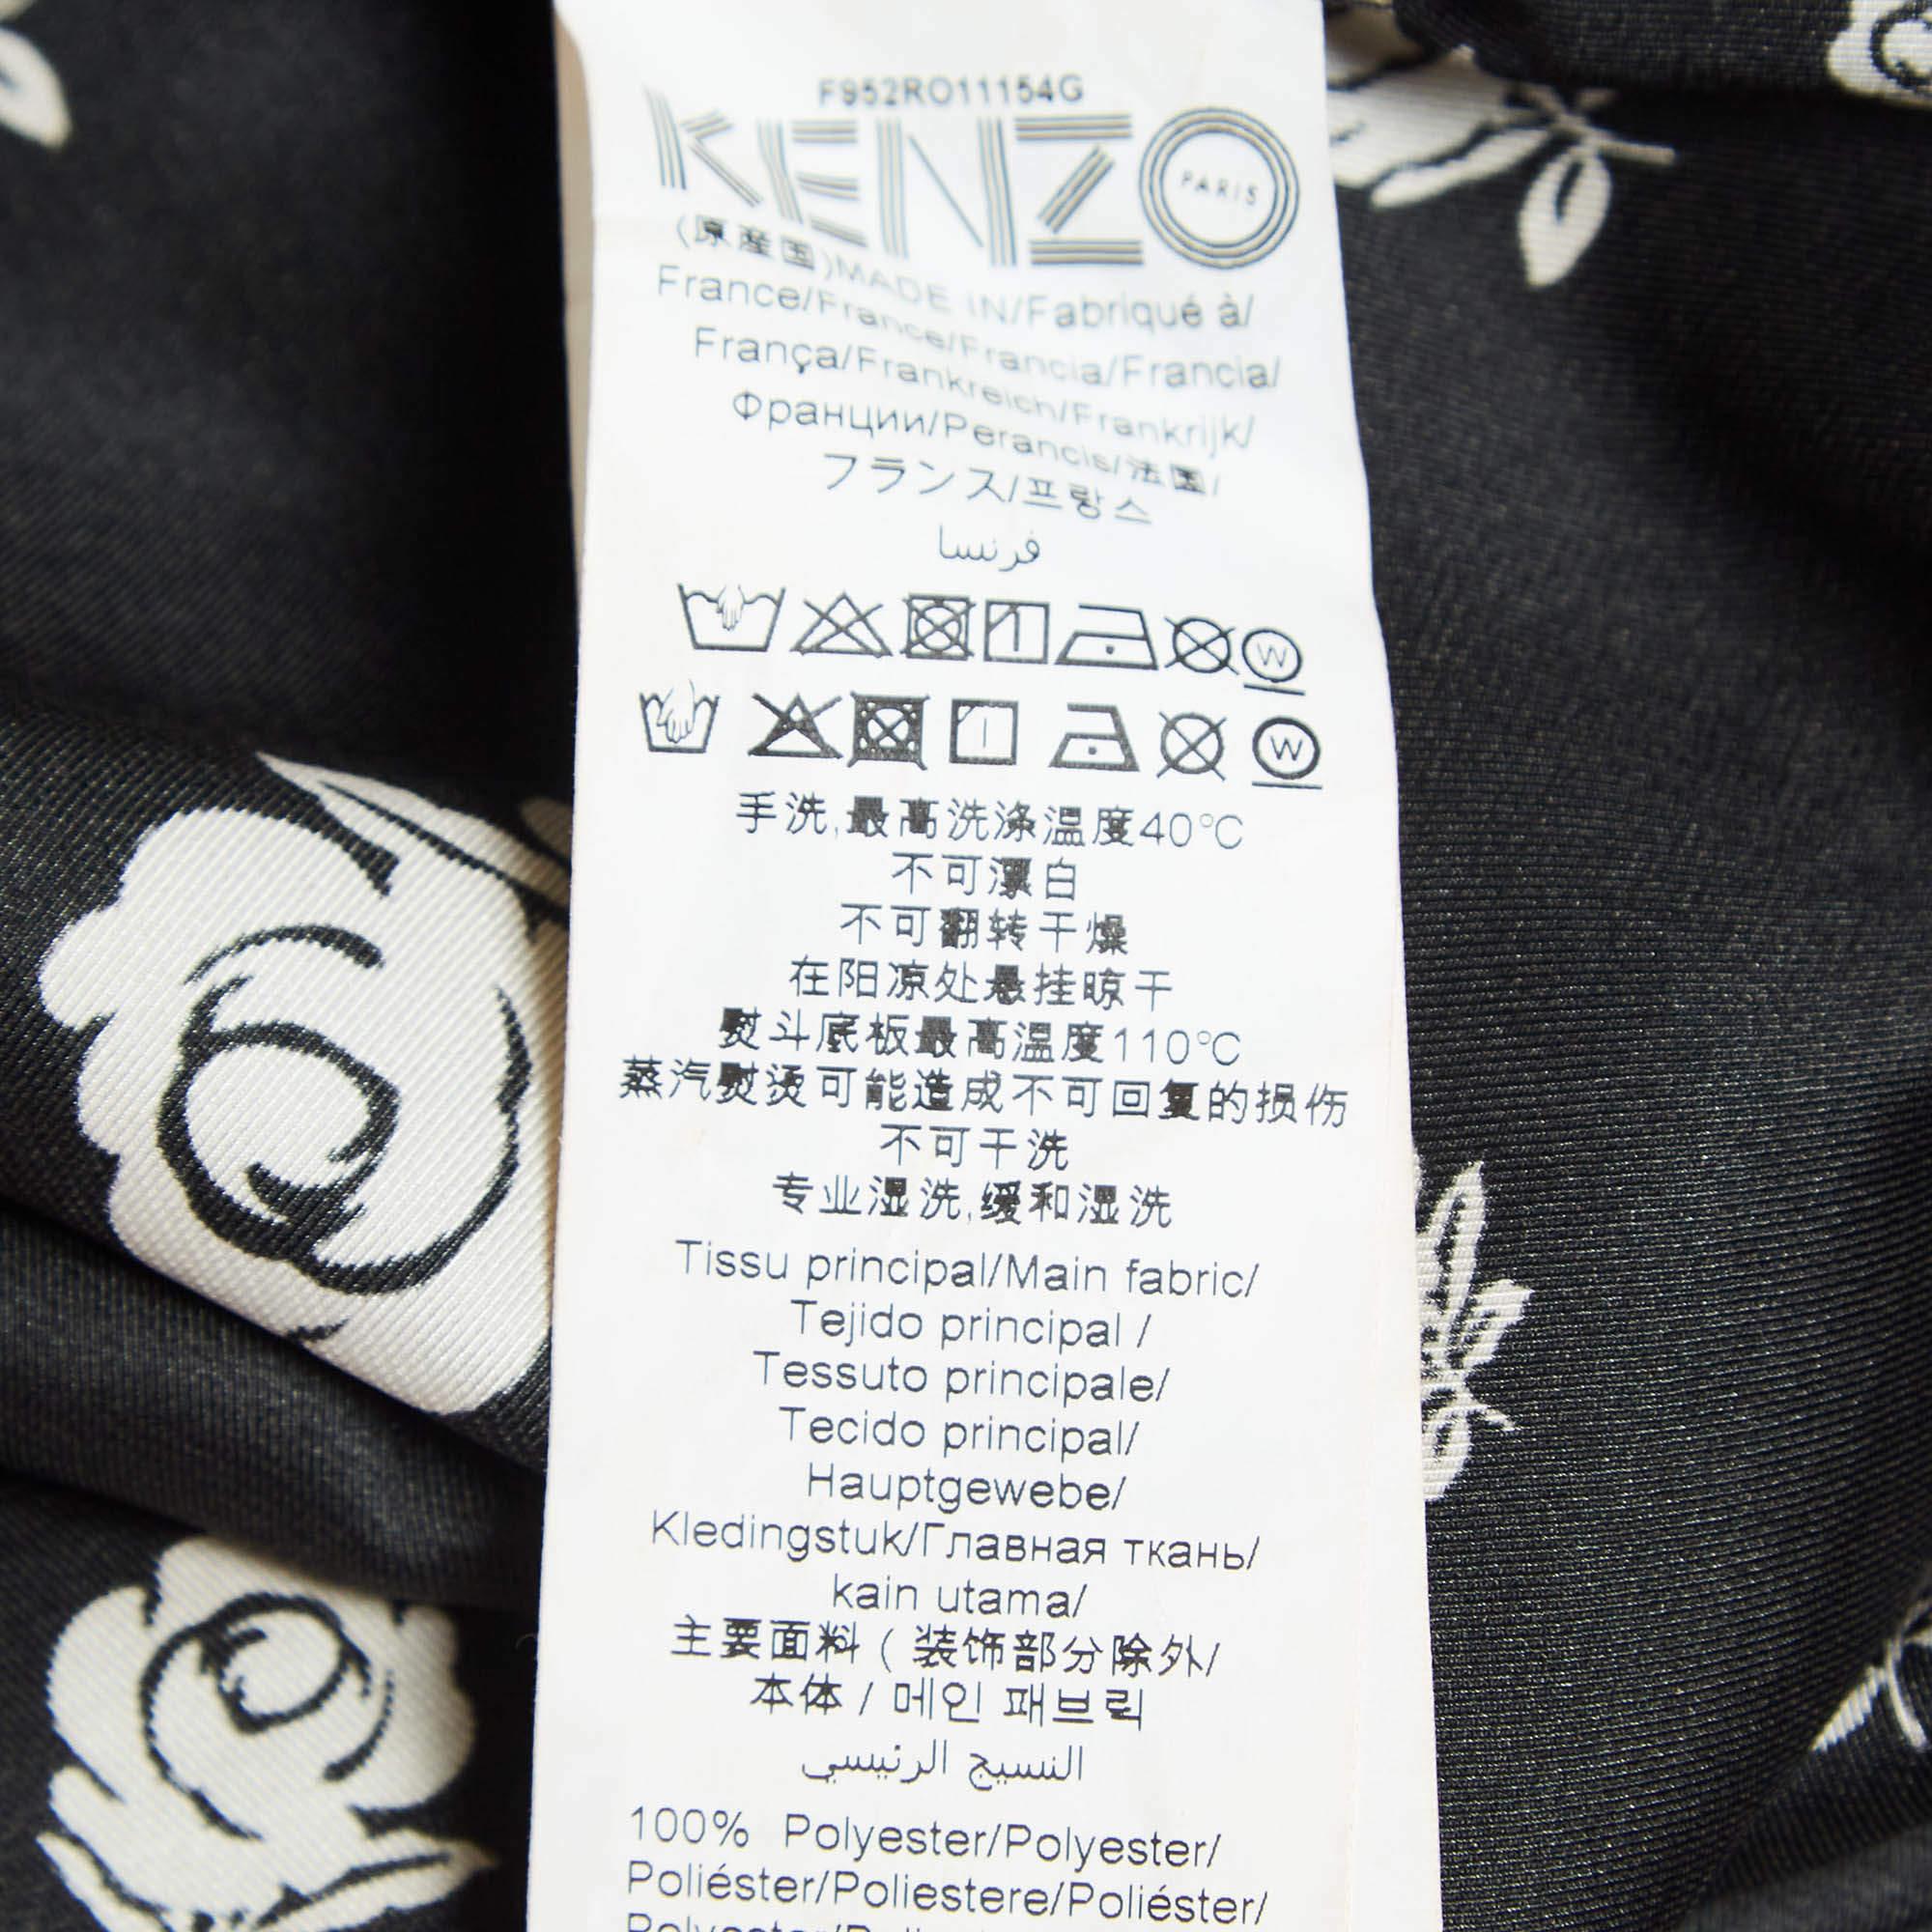 F952RO11154G
KENZO PARIS
(原産国)MADE IN/Fabriqué à/
France/France/Francia/Francia/
França/Frankreich/Frankrijk/
Франции/Perancis/法国/
フランス/프랑스
فرنسا
W
W
手洗,最高洗涤温度40°C
不可漂白
不可翻转干燥
在阳凉处悬挂晾干
熨斗底板最高温度110°C
蒸汽熨烫可能造成不可回复的损伤
不可干洗
专业湿洗,缓和湿洗
Tissu principal/Main fabric/
Tejido principal /
Tessuto principale/
Tecido principal/
Hauptgewebe/
Kledingstuk/Главная ткань/
kain utama/
主要面料 ( 装饰部分除外/
本体 / 메인 패브릭
النسيج الرئيسي
100% Polyester/Polyester/
Poliéster/Poliestere/Poliéster/